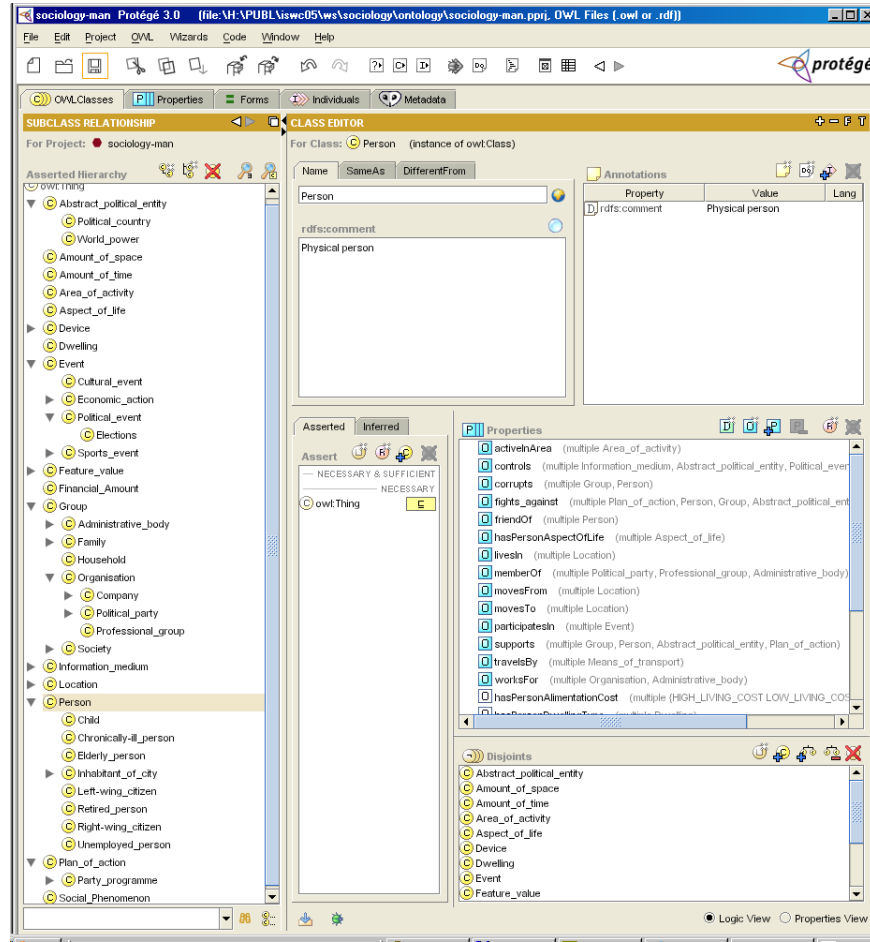 sociology-man Protégé 3.0 (file:\H:\PUBL\iswc05\ws\sociology\ontology\sociology-man.pprj, OWL Files (.owl or .rdf))
File Edit Project OWL Wizards Code Window Help
protégé
OWLClasses Properties Forms Individuals Metadata
SUBCLASS RELATIONSHIP
For Project: sociology-man
Asserted Hierarchy
owl:Thing
Abstract_political_entity
Political_country
World_power
Amount_of_space
Amount_of_time
Area_of_activity
Aspect_of_life
Device
Dwelling
Event
Cultural_event
Economic_action
Political_event
Elections
Sports_event
Feature_value
Financial_Amount
Group
Administrative_body
Family
Household
Organisation
Company
Political_party
Professional_group
Society
Information_medium
Location
Person
Child
Chronically-ill_person
Elderly_person
Inhabitant_of_city
Left-wing_citizen
Retired_person
Right-wing_citizen
Unemployed_person
Plan_of_action
Party_programme
Social_Phenomenon
CLASS EDITOR
For Class: Person (instance of owl:Class)
Name SameAs DifferentFrom
Person
rdfs:comment
Physical person
Annotations
Property Value Lang
rdfs:comment Physical person
Asserted Inferred
Assert
NECESSARY & SUFFICIENT
NECESSARY
owl:Thing
Properties
activeInArea (multiple Area_of_activity)
controls (multiple Information_medium, Abstract_political_entity, Political_even
corrupts (multiple Group, Person)
fights_against (multiple Plan_of_action, Person, Group, Abstract_political_ent
friendOf (multiple Person)
hasPersonAspectOfLife (multiple Aspect_of_life)
livesIn (multiple Location)
memberOf (multiple Political_party, Professional_group, Administrative_body)
movesFrom (multiple Location)
movesTo (multiple Location)
participatesIn (multiple Event)
supports (multiple Group, Person, Abstract_political_entity, Plan_of_action)
travelsBy (multiple Means_of_transport)
worksFor (multiple Organisation, Administrative_body)
hasPersonAlimentationCost (multiple {HIGH_LIVING_COST LOW_LIVING_COS
Disjoints
Abstract_political_entity
Amount_of_space
Amount_of_time
Area_of_activity
Aspect_of_life
Device
Dwelling
Event
Feature_value
Logic View Properties View